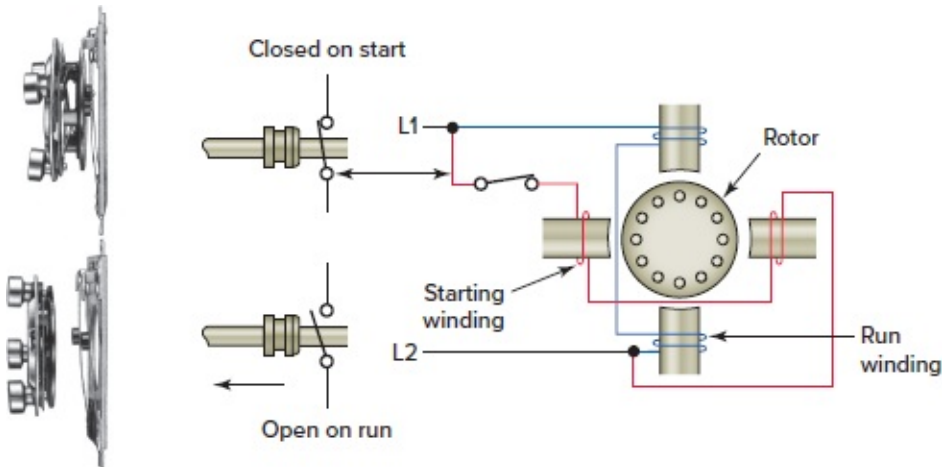 Closed on start
L1
Rotor
Starting
winding
L2
Run
winding
Open on run